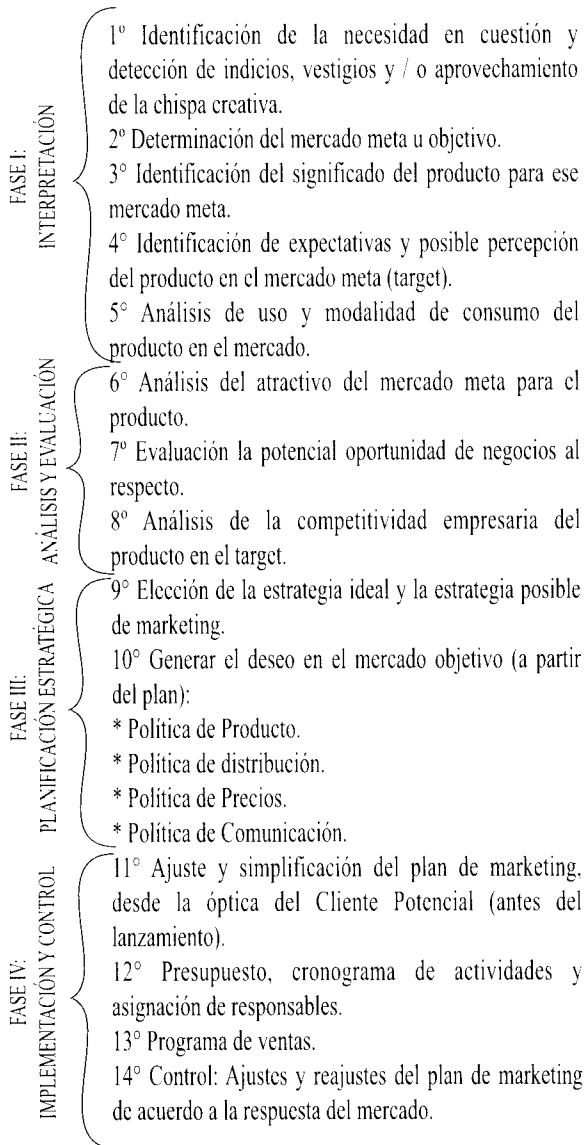 FASE I:
INTERPRETACIÓN
1º Identificación de la necesidad en cuestión y
detección de indicios, vestigios y / o aprovechamiento
de la chispa creativa.
2º Determinación del mercado meta u objetivo.
3° Identificación del significado del producto para ese
mercado meta.
4° Identificación de expectativas y posible percepción
del producto en el mercado meta (target).
5° Análisis de uso y modalidad de consumo del
producto en el mercado.
FASE II:
ANÁLISIS Y EVALUACIÓN
6° Análisis del atractivo del mercado meta para el
producto.
7º Evaluación la potencial oportunidad de negocios al
respecto.
8º Análisis de la competitividad empresaria del
producto en el target.
FASE III:
PLANIFICACIÓN ESTRATÉGICA
9° Elección de la estrategia ideal y la estrategia posible
de marketing.
10° Generar el deseo en el mercado objetivo (a partir
del plan):
* Política de Producto.
* Política de distribución.
* Política de Precios.
* Política de Comunicación.
FASE IV:
IMPLEMENTACIÓN Y CONTROL
11° Ajuste y simplificación del plan de marketing,
desde la óptica del Cliente Potencial (antes del
lanzamiento).
12° Presupuesto, cronograma de actividades y
asignación de responsables.
13° Programa de ventas.
14° Control: Ajustes y reajustes del plan de marketing
de acuerdo a la respuesta del mercado.